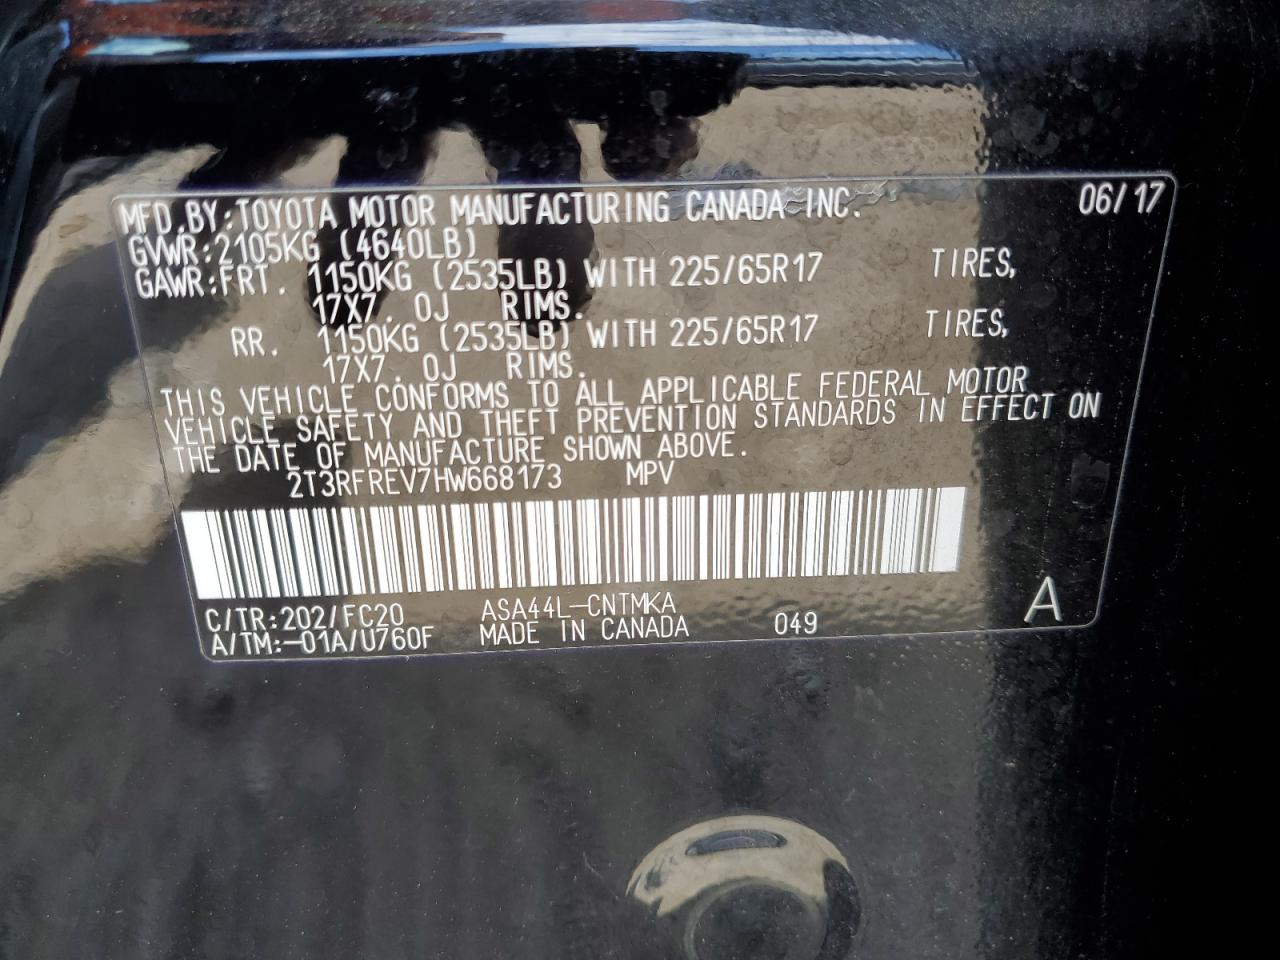 MFD.BY:TOYOTA MOTOR MANUFACTURING CANADA INC. 06/17
GVWR:2105KG (4640LB)
GAWR:FRT. 1150KG (2535LB) WITH 225/65R17 TIRES,
17X7.0J RIMS.
RR. 1150KG (2535LB) WITH 225/65R17 TIRES,
17X7.0J RIMS.
THIS VEHICLE CONFORMS TO ALL APPLICABLE FEDERAL MOTOR
VEHICLE SAFETY AND THEFT PREVENTION STANDARDS IN EFFECT ON
THE DATE OF MANUFACTURE SHOWN ABOVE.
2T3RFREV7HW668173 MPV
C/TR:202/FC20 ASA44L-CNTMKA
A/TM:-01A/U760F MADE IN CANADA 049 A